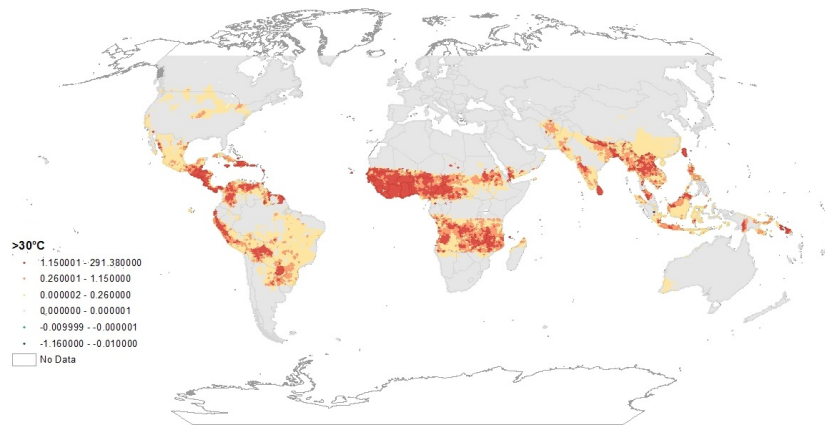 >30°C
1.150001 - 291.380000
0.260001 - 1.150000
0.000002 - 0.260000
0.000000 - 0.000001
-0.009999 - -0.000001
-1.160000 - -0.010000
No Data